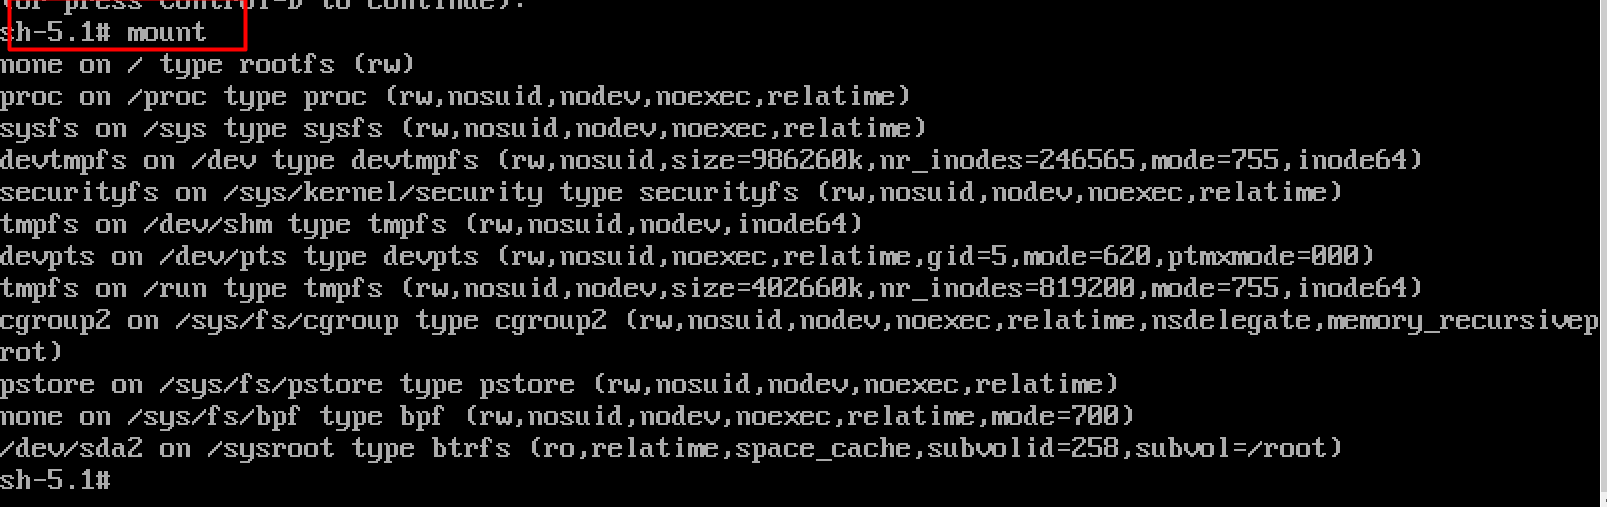 (or press Control-D to continue):
sh-5.1# mount
none on / type rootfs (rw)
proc on /proc type proc (rw,nosuid,nodev,noexec,relatime)
sysfs on /sys type sysfs (rw,nosuid,nodev,noexec,relatime)
devtmpfs on /dev type devtmpfs (rw,nosuid,size=986260k,nr_inodes=246565,mode=755,inode64)
securityfs on /sys/kernel/security type securityfs (rw,nosuid,nodev,noexec,relatime)
tmpfs on /dev/shm type tmpfs (rw,nosuid,nodev,inode64)
devpts on /dev/pts type devpts (rw,nosuid,noexec,relatime,gid=5,mode=620,ptmxmode=000)
tmpfs on /run type tmpfs (rw,nosuid,nodev,size=402660k,nr_inodes=819200,mode=755,inode64)
cgroup2 on /sys/fs/cgroup type cgroup2 (rw,nosuid,nodev,noexec,relatime,nsdelegate,memory_recursivep
rot)
pstore on /sys/fs/pstore type pstore (rw,nosuid,nodev,noexec,relatime)
none on /sys/fs/bpf type bpf (rw,nosuid,nodev,noexec,relatime,mode=700)
/dev/sda2 on /sysroot type btrfs (ro,relatime,space_cache,subvolid=258,subvol=/root)
sh-5.1#